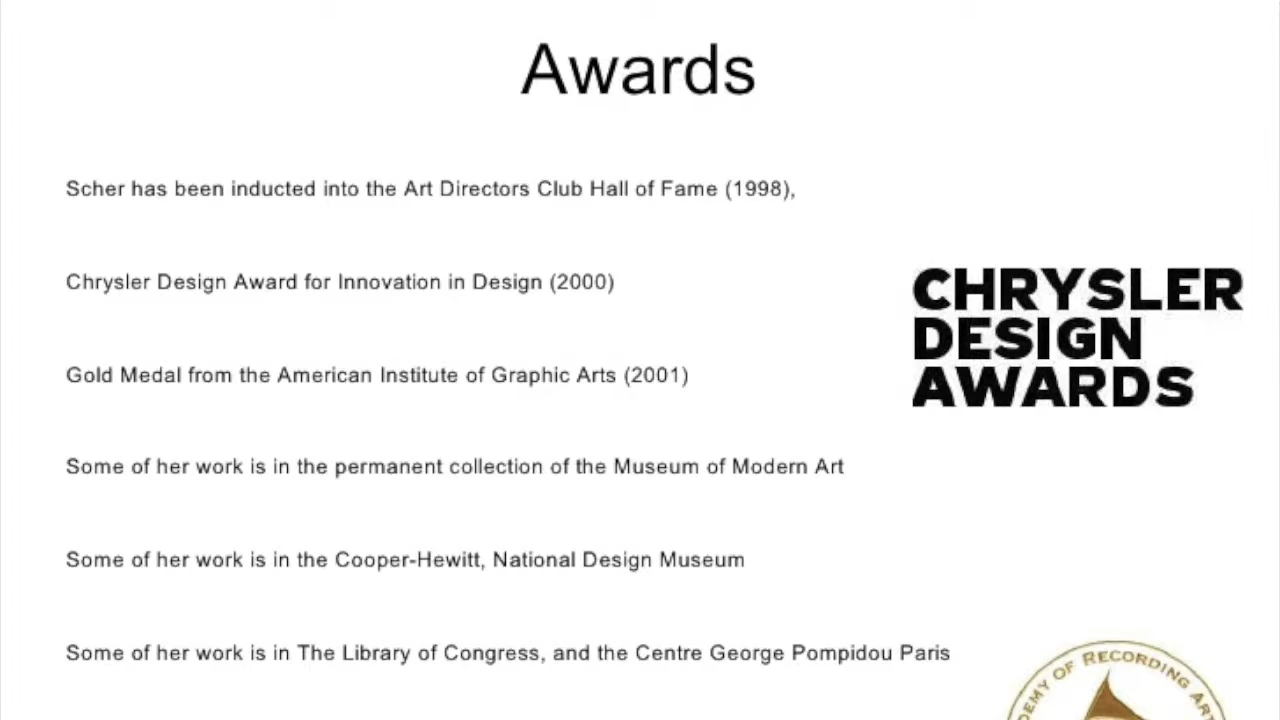 Awards
Scher has been inducted into the Art Directors Club Hall of Fame (1998),
Chrysler Design Award for Innovation in Design (2000)
CHRYSLER
DESIGN
AWARDS
Gold Medal from the American Institute of Graphic Arts (2001)
Some of her work is in the permanent collection of the Museum of Modern Art
Some of her work is in the Cooper-Hewitt, National Design Museum
Some of her work is in The Library of Congress, and the Centre George Pompidou Paris
OF RECORDING